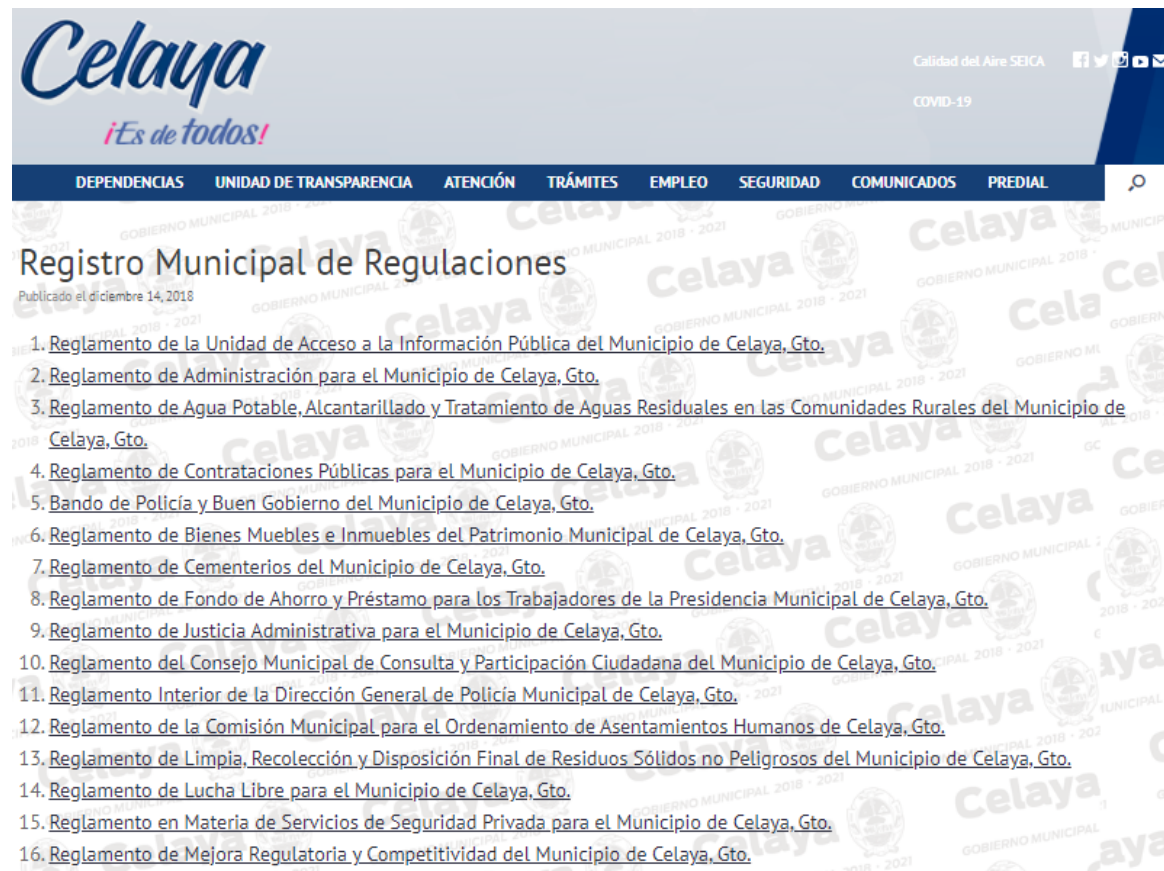 Celaya
¡Es de todos!
Calidad del Aire SEICA
COVID-19
DEPENDENCIAS UNIDAD DE TRANSPARENCIA ATENCIÓN TRÁMITES EMPLEO SEGURIDAD COMUNICADOS PREDIAL
Registro Municipal de Regulaciones
Publicado el diciembre 14, 2018
1. Reglamento de la Unidad de Acceso a la Información Pública del Municipio de Celaya, Gto.
2. Reglamento de Administración para el Municipio de Celaya, Gto.
3. Reglamento de Agua Potable, Alcantarillado y Tratamiento de Aguas Residuales en las Comunidades Rurales del Municipio de
Celaya, Gto.
4. Reglamento de Contrataciones Públicas para el Municipio de Celaya, Gto.
5. Bando de Policía y Buen Gobierno del Municipio de Celaya, Gto.
6. Reglamento de Bienes Muebles e Inmuebles del Patrimonio Municipal de Celaya, Gto.
7. Reglamento de Cementerios del Municipio de Celaya, Gto.
8. Reglamento de Fondo de Ahorro y Préstamo para los Trabajadores de la Presidencia Municipal de Celaya, Gto.
9. Reglamento de Justicia Administrativa para el Municipio de Celaya, Gto.
10. Reglamento del Consejo Municipal de Consulta y Participación Ciudadana del Municipio de Celaya, Gto.
11. Reglamento Interior de la Dirección General de Policía Municipal de Celaya, Gto.
12. Reglamento de la Comisión Municipal para el Ordenamiento de Asentamientos Humanos de Celaya, Gto.
13. Reglamento de Limpia, Recolección y Disposición Final de Residuos Sólidos no Peligrosos del Municipio de Celaya, Gto.
14. Reglamento de Lucha Libre para el Municipio de Celaya, Gto.
15. Reglamento en Materia de Servicios de Seguridad Privada para el Municipio de Celaya, Gto.
16. Reglamento de Mejora Regulatoria y Competitividad del Municipio de Celaya, Gto.